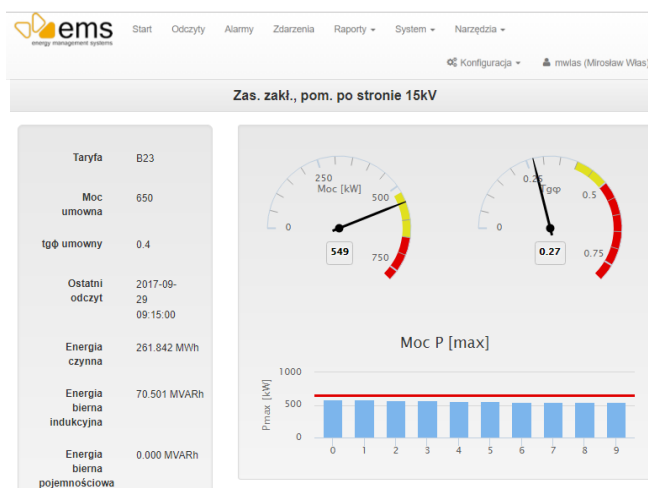 ems
energy management systems
Start Odczyty Alarmy Zdarzenia Raporty System Narzędzia
Konfiguracja mwlas (Mirosław Włas)
Zas. zakł., pom. po stronie 15kV
Taryfa B23
Moc umowna 650
tgϕ umowny 0.4
Ostatni odczyt 2017-09-29 09:15:00
Energia czynna 261.842 MWh
Energia bierna indukcyjna 70.501 MVARh
Energia bierna pojemnościowa 0.000 MVARh
0 250 500 750
Moc [kW]
549
0 0.25 0.5 0.75
Tgφ
0.27
Moc P [max]
Pmax [kW]
1000
500
0
0 1 2 3 4 5 6 7 8 9